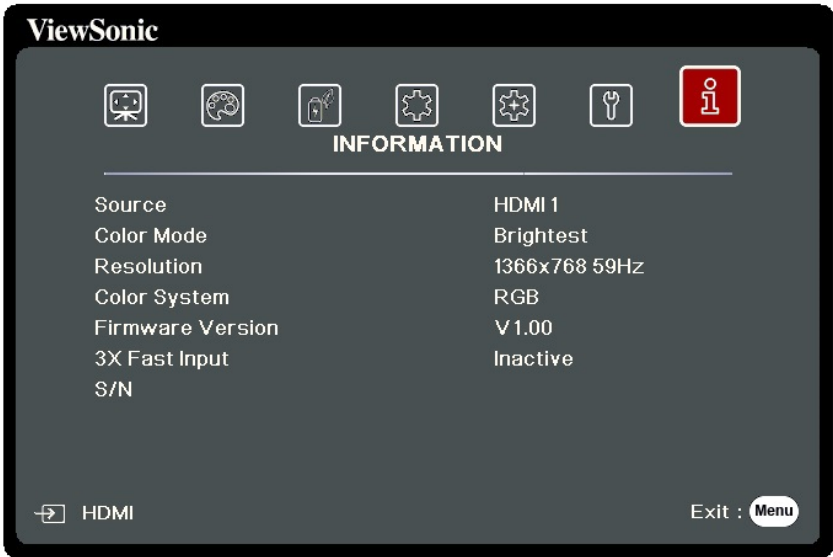 ViewSonic
INFORMATION
Source HDMI 1
Color Mode Brightest
Resolution 1366x768 59Hz
Color System RGB
Firmware Version V1.00
3X Fast Input Inactive
S/N
HDMI Exit : Menu